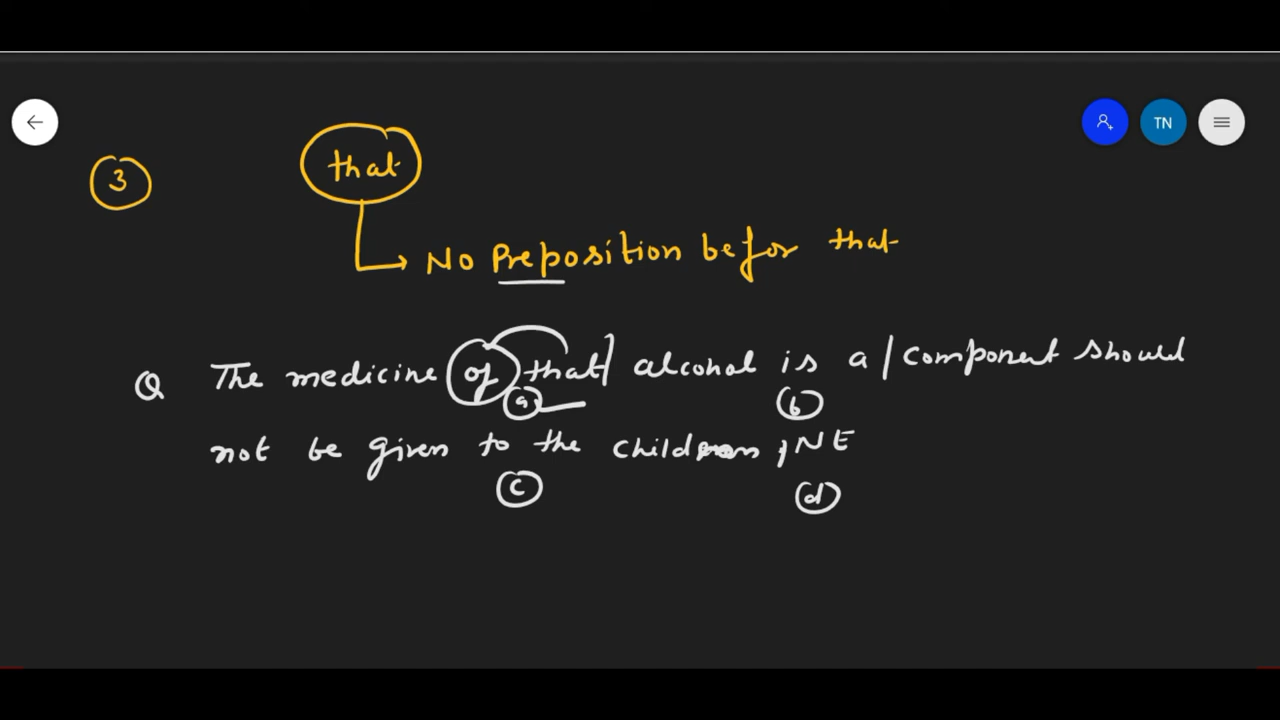 TN
3
that
No Preposition befor that
Q The medicine of that / alcohol is a / component should
a b
not be given to the children / NE
c d